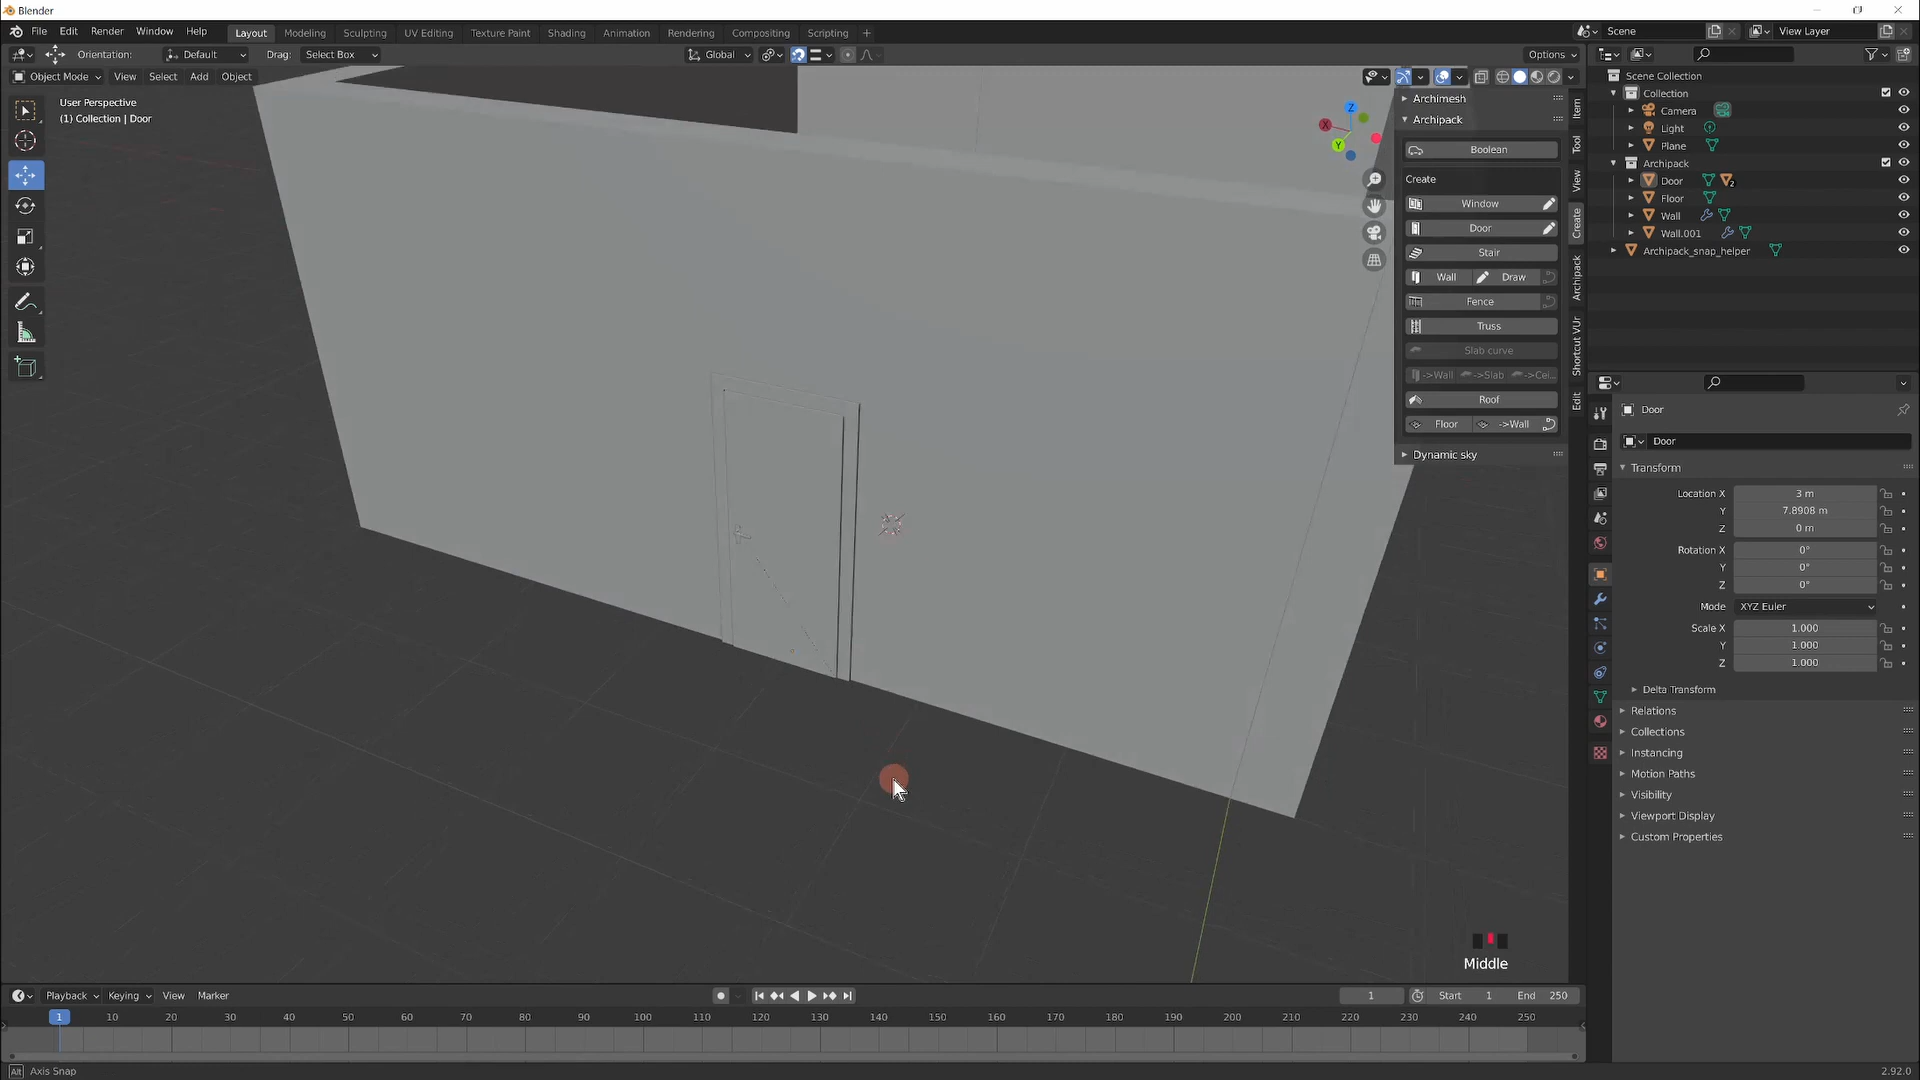 Blender
File Edit Render Window Help Layout Modeling Sculpting UV Editing Texture Paint Shading Animation Rendering Compositing Scripting + Scene View Layer
Orientation: Default Drag: Select Box Global Options
Object Mode View Select Add Object
User Perspective
(1) Collection | Door
X
Y
Z
Archimesh
Archipack
Boolean
Create
Window
Door
Stair
Wall Draw
Fence
Truss
Slab curve
->Wall ->Slab ->Cei...
Roof
Floor ->Wall
Dynamic sky
Item
Tool
View
Create
Archipack
Shortcut VUr
Edit
Scene Collection
Collection
Camera
Light
Plane
Archipack
Door 2
Floor
Wall
Wall.001
Archipack_snap_helper
Door
Door
Transform
Location X 3 m
Y 7.8908 m
Z 0 m
Rotation X 0°
Y 0°
Z 0°
Mode XYZ Euler
Scale X 1.000
Y 1.000
Z 1.000
Delta Transform
Relations
Collections
Instancing
Motion Paths
Visibility
Viewport Display
Custom Properties
Middle
Playback Keying View Marker 1 Start 1 End 250
1 10 20 30 40 50 60 70 80 90 100 110 120 130 140 150 160 170 180 190 200 210 220 230 240 250
Alt Axis Snap 2.92.0